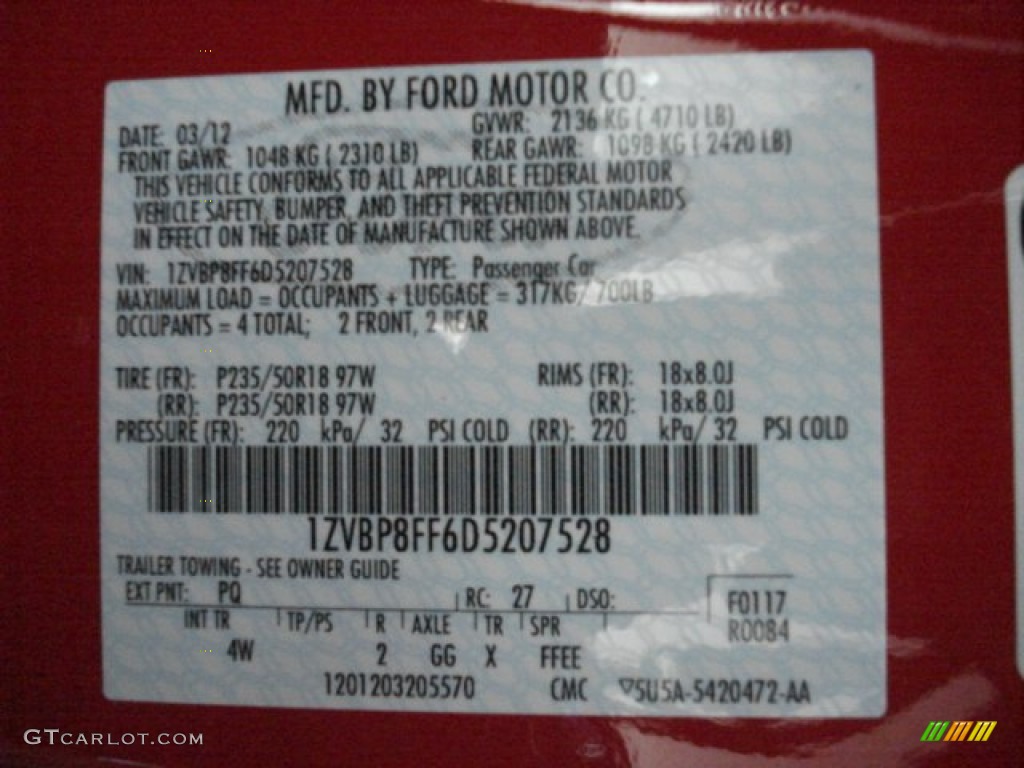 MFD. BY FORD MOTOR CO.
DATE: 03/12 GVWR: 2136 KG ( 4710 LB)
FRONT GAWR: 1048 KG ( 2310 LB) REAR GAWR: 1098 KG ( 2420 LB)
THIS VEHICLE CONFORMS TO ALL APPLICABLE FEDERAL MOTOR
VEHICLE SAFETY, BUMPER, AND THEFT PREVENTION STANDARDS
IN EFFECT ON THE DATE OF MANUFACTURE SHOWN ABOVE.
VIN: 1ZVBP8FF6D5207528 TYPE: Passenger Car
MAXIMUM LOAD = OCCUPANTS + LUGGAGE = 317KG/ 700LB
OCCUPANTS = 4 TOTAL; 2 FRONT, 2 REAR
TIRE (FR): P235/50R18 97W RIMS (FR): 18x8.0J
(RR): P235/50R18 97W (RR): 18x8.0J
PRESSURE (FR): 220 kPa/ 32 PSI COLD (RR): 220 kPa/ 32 PSI COLD
1ZVBP8FF6D5207528
TRAILER TOWING - SEE OWNER GUIDE
EXT PNT: PQ RC: 27 DSO: F0117
INT TR TP/PS R AXLE TR SPR R0084
4W 2 GG X FFEE
1201203205570 CMC ▽5U5A-5420472-AA
GTCARLOT.COM